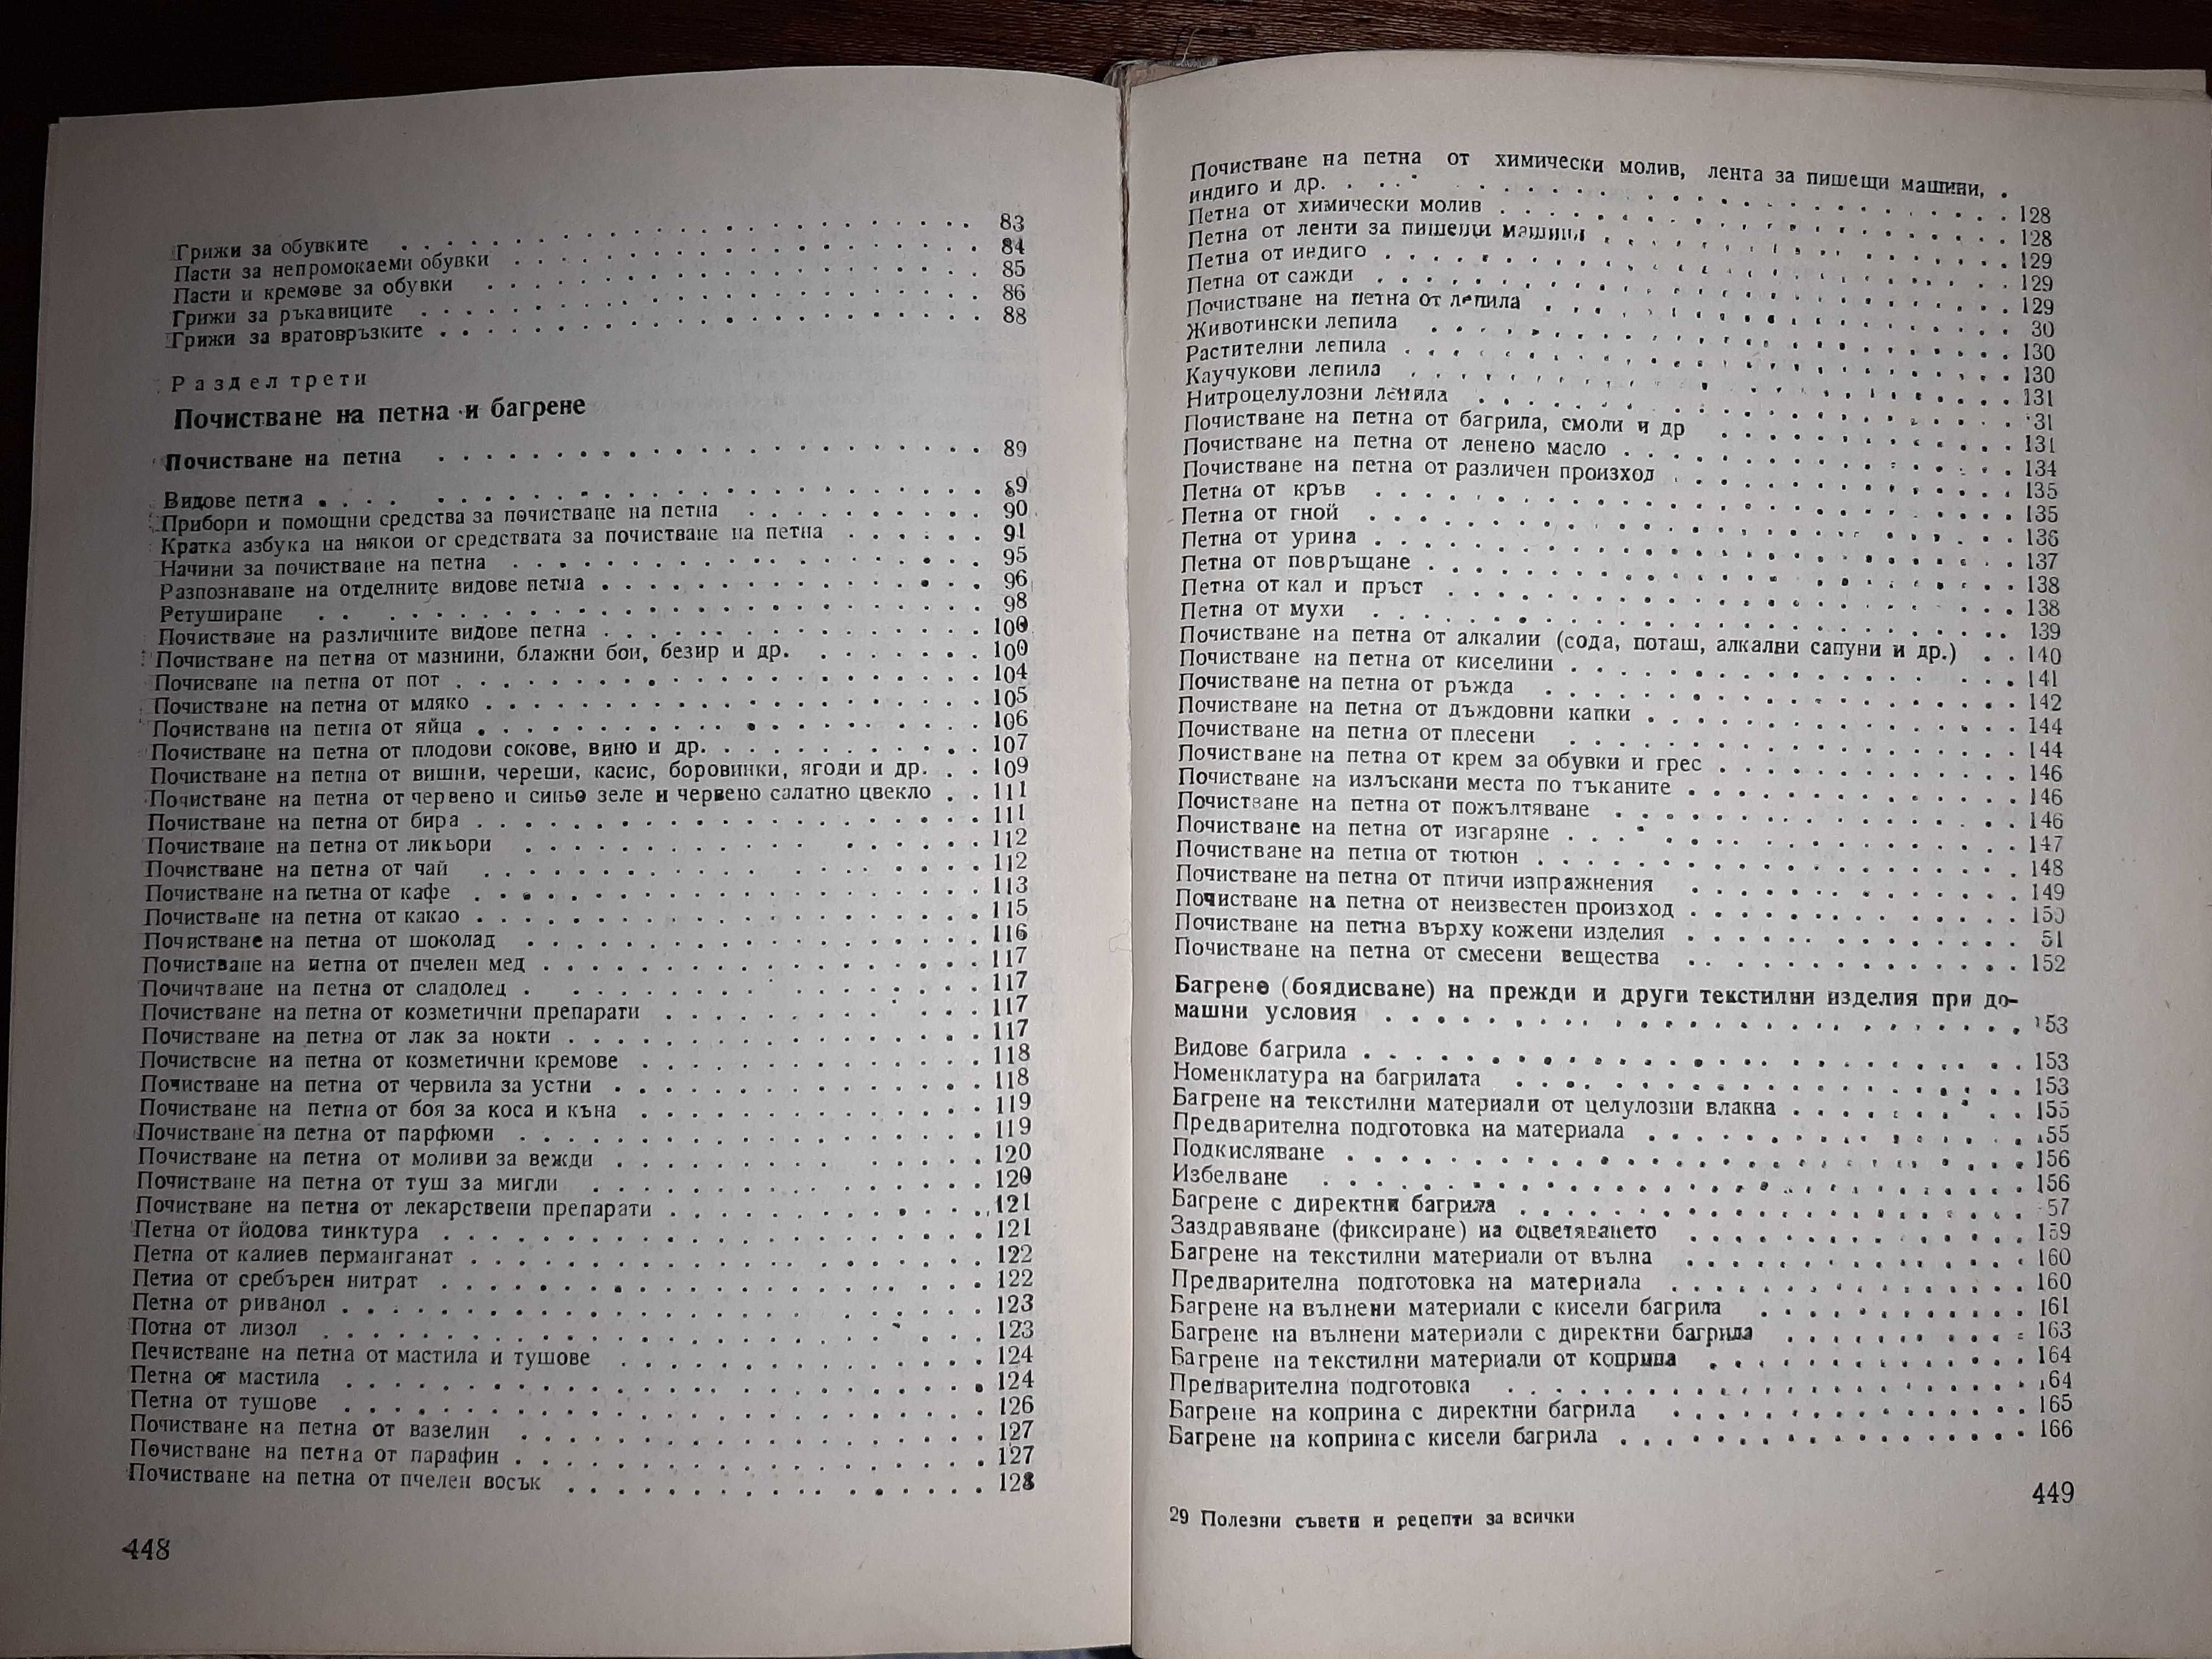 Грижи за обувките . . . . . . . . . . 83
Пасти за непромокаеми обувки . . . . . . . . . . 84
Пасти и кремове за обувки . . . . . . . . . . 85
Грижи за ръкавиците . . . . . . . . . . 86
Грижи за вратовръзките . . . . . . . . . . 88
Раздел трети
Почистване на петна и багрене
Почистване на петна . . . . . . . . . . 89
Видове петна . . . . . . . . . . 89
Прибори и помощни средства за почистване на петна . . . . . . . . . . 90
Кратка азбука на някои от средствата за почистване на петна . . . . . . 91
Начини за почистване на петна . . . . . . . . . . 95
Разпознаване на отделните видове петна . . . . . . . . . . 96
Ретуширане . . . . . . . . . . 98
Почистване на различните видове петна . . . . . . . . . . 100
Почистване на петна от мазнини, блажни бои, безир и др. . . . . . . . 100
Почисване на петна от пот . . . . . . . . . . 104
Почистване на петна от мляко . . . . . . . . . . 105
Почистване на петна от яйца . . . . . . . . . . 106
Почистване на петна от плодови сокове, вино и др. . . . . . . . . . . 107
Почистване на петна от вишни, череши, касис, боровинки, ягоди и др. . . 109
Почистване на петна от червено и синьо зеле и червено салатно цвекло . . 111
Почистване на петна от бира . . . . . . . . . . 111
Почистване на петна от ликьори . . . . . . . . . . 112
Почистване на петна от чай . . . . . . . . . . 112
Почистване на петна от кафе . . . . . . . . . . 113
Почистване на петна от какао . . . . . . . . . . 115
Почистване на петна от шоколад . . . . . . . . . . 116
Почистване на петна от пчелен мед . . . . . . . . . . 117
Почичтване на петна от сладолед . . . . . . . . . . 117
Почистване на петна от козметични препарати . . . . . . . . . . 117
Почистване на петна от лак за нокти . . . . . . . . . . 117
Почиствсне на петна от козметични кремове . . . . . . . . . . 118
Почистване на петна от червила за устни . . . . . . . . . . 118
Почистване на петна от боя за коса и къна . . . . . . . . . . 119
Почистване на петна от парфюми . . . . . . . . . . 119
Почистване на петна от моливи за вежди . . . . . . . . . . 120
Почистване на петна от туш за мигли . . . . . . . . . . 120
Почистване на петна от лекарствени препарати . . . . . . . . . . 121
Петна от йодова тинктура . . . . . . . . . . 121
Петна от калиев перманганат . . . . . . . . . . 122
Петна от сребърен нитрат . . . . . . . . . . 122
Петна от риванол . . . . . . . . . . 123
Потна от лизол . . . . . . . . . . 123
Печистване на петна от мастила и тушове . . . . . . . . . . 124
Петна от мастила . . . . . . . . . . 124
Петна от тушове . . . . . . . . . . 126
Почистване на петна от вазелин . . . . . . . . . . 127
Почистване на петна от парафин . . . . . . . . . . 127
Почистване на петна от пчелен восък . . . . . . . . . . 128
448
Почистване на петна от химически молив, лента за пишещи машини,
индиго и др. . . . . . . . . . . 128
Петна от химически молив . . . . . . . . . . 128
Петна от ленти за пишещи машини . . . . . . . . . . 129
Петна от индиго . . . . . . . . . . 129
Петна от сажди . . . . . . . . . . 129
Почистване на петна от лепила . . . . . . . . . . 30
Животински лепила . . . . . . . . . . 130
Растителни лепила . . . . . . . . . . 130
Каучукови лепила . . . . . . . . . . 131
Нитроцелулозни лепила . . . . . . . . . . 31
Почистване на петна от багрила, смоли и др . . . . . . . . . . 131
Почистване на петна от ленено масло . . . . . . . . . . 134
Почистване на петна от различен произход . . . . . . . . . . 135
Петна от кръв . . . . . . . . . . 135
Петна от гной . . . . . . . . . . 136
Петна от урина . . . . . . . . . . 137
Петна от повръщане . . . . . . . . . . 138
Петна от кал и пръст . . . . . . . . . . 138
Петна от мухи . . . . . . . . . . 139
Почистване на петна от алкалии (сода, поташ, алкални сапуни и др.) . . 140
Почистване на петна от киселини . . . . . . . . . . 141
Почистване на петна от ръжда . . . . . . . . . . 142
Почистване на петна от дъждовни капки . . . . . . . . . . 144
Почистване на петна от плесени . . . . . . . . . . 144
Почистване на петна от крем за обувки и грес . . . . . . . . . . 146
Почистване на излъскани места по тъканите . . . . . . . . . . 146
Почистване на петна от пожълтяване . . . . . . . . . . 146
Почистване на петна от изгаряне . . . . . . . . . . 147
Почистване на петна от тютюн . . . . . . . . . . 148
Почистване на петна от птичи изпражнения . . . . . . . . . . 149
Почистване на петна от неизвестен произход . . . . . . . . . . 150
Почистване на петна върху кожени изделия . . . . . . . . . . 51
Почистване на петна от смесени вещества . . . . . . . . . . 152
Багрене (боядисване) на прежди и други текстилни изделия при до-
машни условия . . . . . . . . . . 153
Видове багрила . . . . . . . . . . 153
Номенклатура на багрилата . . . . . . . . . . 153
Багрене на текстилни материали от целулозни влакна . . . . . . . . . . 155
Предварителна подготовка на материала . . . . . . . . . . 155
Подкисляване . . . . . . . . . . 156
Избелване . . . . . . . . . . 156
Багрене с директни багрила . . . . . . . . . . 57
Заздравяване (фиксиране) на оцветяването . . . . . . . . . . 159
Багрене на текстилни материали от вълна . . . . . . . . . . 160
Предварителна подготовка на материала . . . . . . . . . . 160
Багрене на вълнени материали с кисели багрила . . . . . . . . . . 161
Багрене на вълнени материали с директни багрила . . . . . . . . . . 163
Багрене на текстилни материали от коприна . . . . . . . . . . 164
Предварителна подготовка . . . . . . . . . . 164
Багрене на коприна с директни багрила . . . . . . . . . . 165
Багрене на коприна с кисели багрила . . . . . . . . . . 166
449
29 Полезни съвети и рецепти за всички